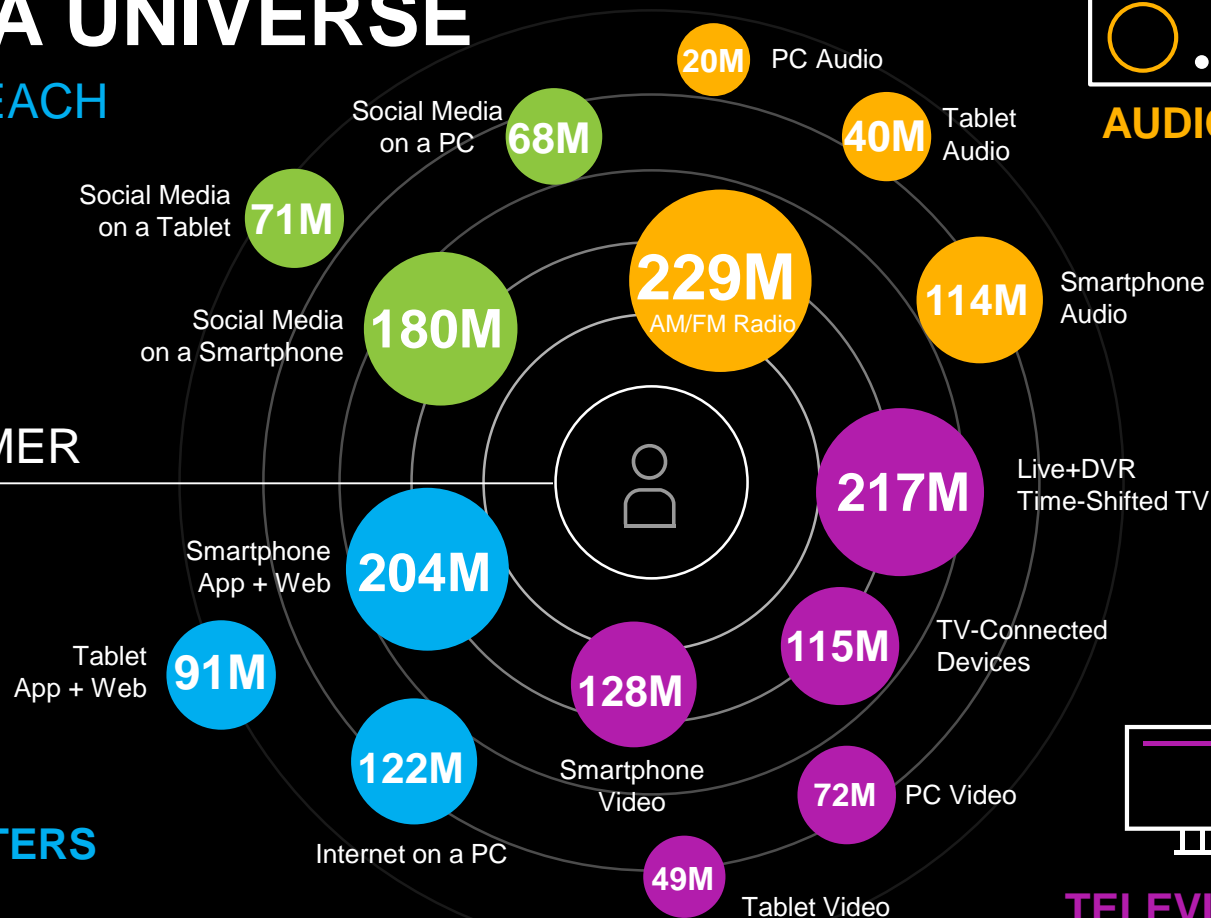 A UNIVERSE
EACH
20M
PC Audio
Social Media
on a PC
68M
40M
Tablet
Audio
AUDIO
Social Media
on a Tablet
71M
229M
AM/FM Radio
114M
Smartphone
Audio
Social Media
on a Smartphone
180M
MER
217M
Live+DVR
Time-Shifted TV
Smartphone
App + Web
204M
Tablet
App + Web
91M
128M
Smartphone
Video
115M
TV-Connected
Devices
122M
Internet on a PC
72M
PC Video
TERS
49M
Tablet Video
TELEVI